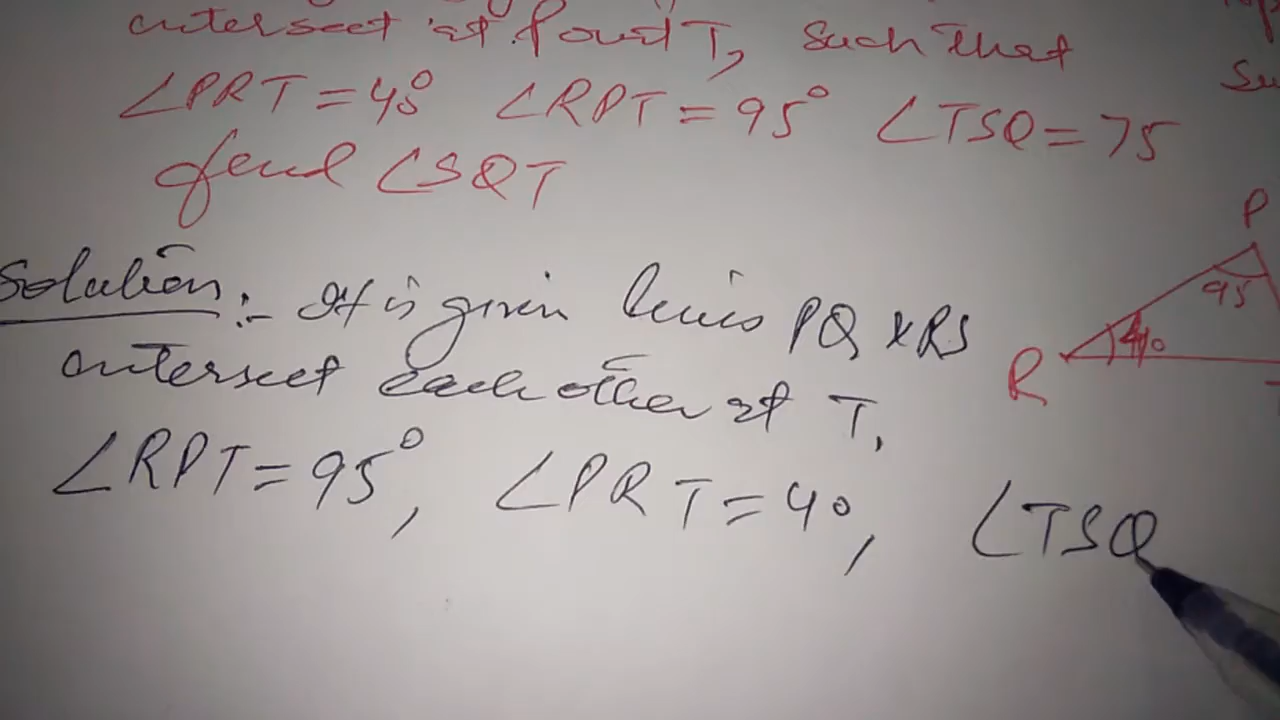 intersect at point T, such that
∠PRT = 40° ∠RPT = 95° ∠TSQ = 75
find ∠SQT
Solution:- It is given lines PQ & RS
intersect each other at T,
∠RPT = 95°, ∠PRT = 40, ∠TSQ
P
95
40
R